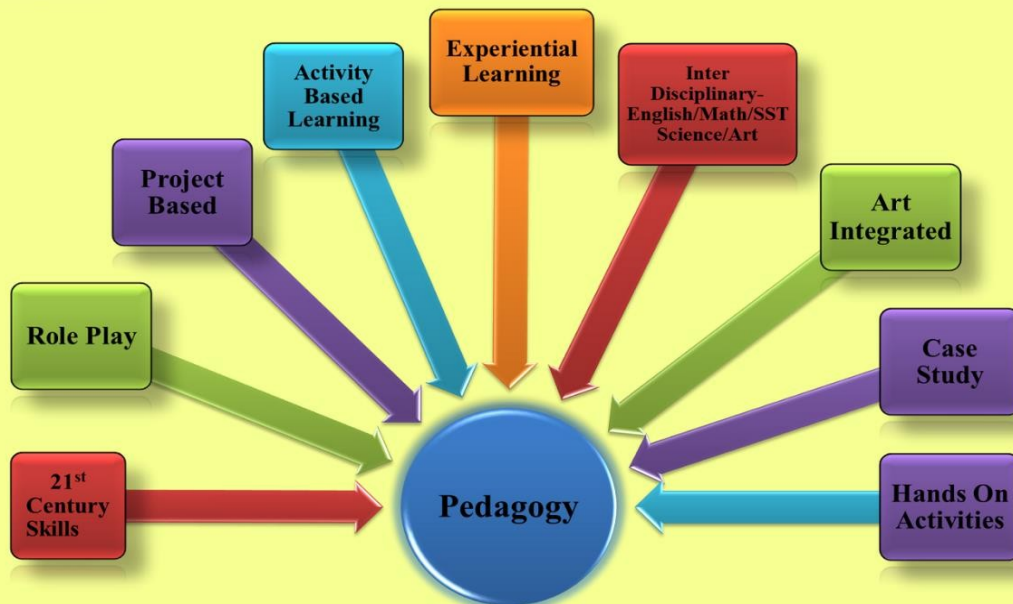 21st
Century
Skills
Role Play
Project
Based
Activity
Based
Learning
Experiential
Learning
Inter
Disciplinary-
English/Math/SST
Science/Art
Art
Integrated
Case
Study
Hands On
Activities
Pedagogy